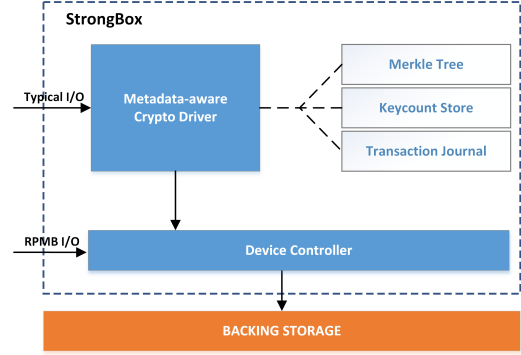 StrongBox
Typical I/O
Metadata-aware
Crypto Driver
Merkle Tree
Keycount Store
Transaction Journal
RPMB I/O
Device Controller
BACKING STORAGE